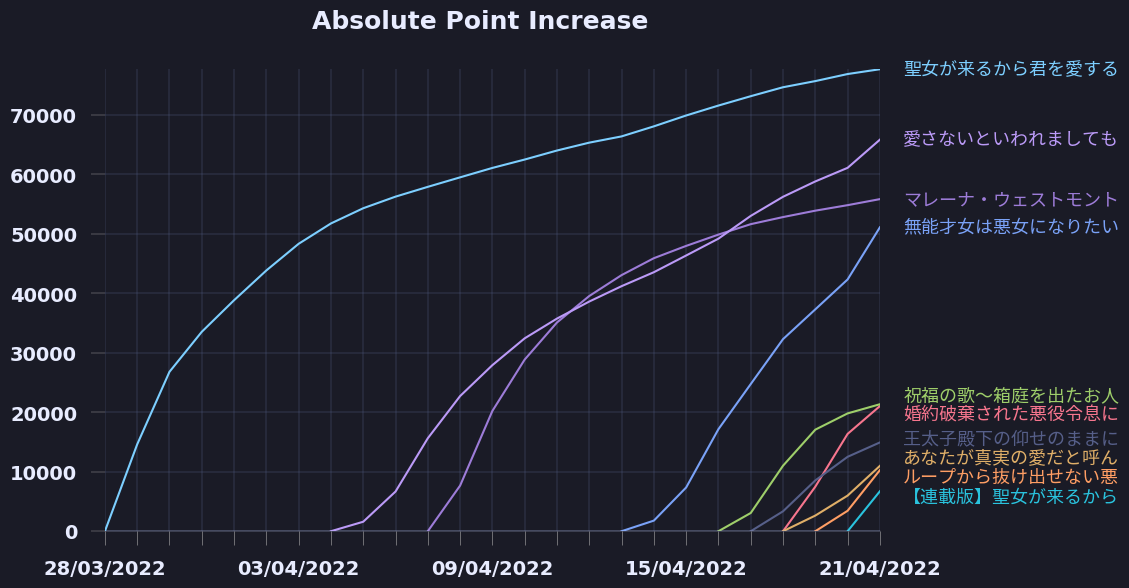 Absolute Point Increase
聖女が来るから君を愛する
70000
愛さないといわれましても
60000
マレーナ・ウェストモント
50000
無能才女は悪女になりたい
40000
30000
祝福の歌～箱庭を出たお人
20000
婚約破棄された悪役令息に
王太子殿下の仰せのままに
あなたが真実の愛だと呼ん
10000
ループから抜け出せない悪
【連載版】聖女が来るから
0
28/03/2022 03/04/2022 09/04/2022 15/04/2022 21/04/2022